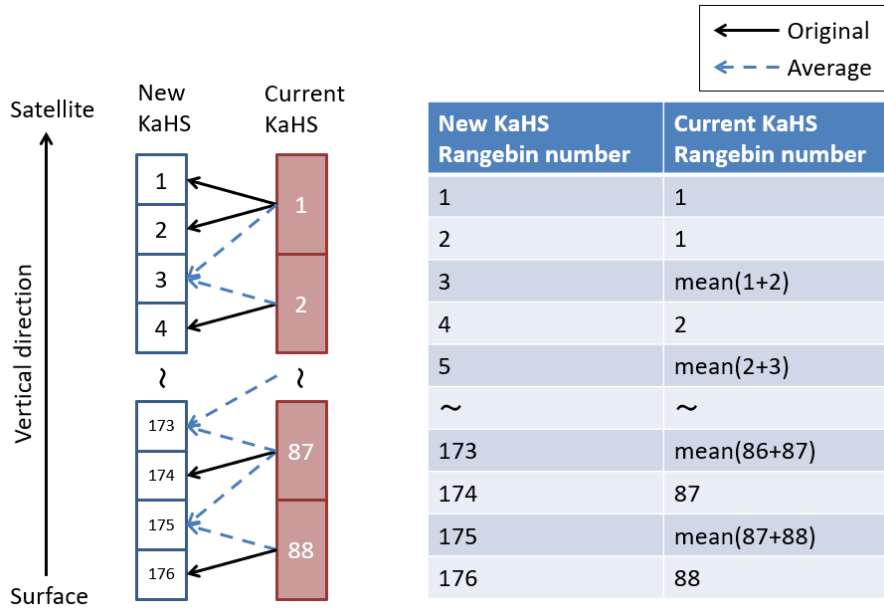 Original
Average
Satellite
New
KaHS
Current
KaHS
1
2
3
4
~
173
174
175
176
1
2
~
87
88
Vertical direction
Surface
New KaHS Rangebin number | Current KaHS Rangebin number
1 | 1
2 | 1
3 | mean(1+2)
4 | 2
5 | mean(2+3)
~ | ~
173 | mean(86+87)
174 | 87
175 | mean(87+88)
176 | 88